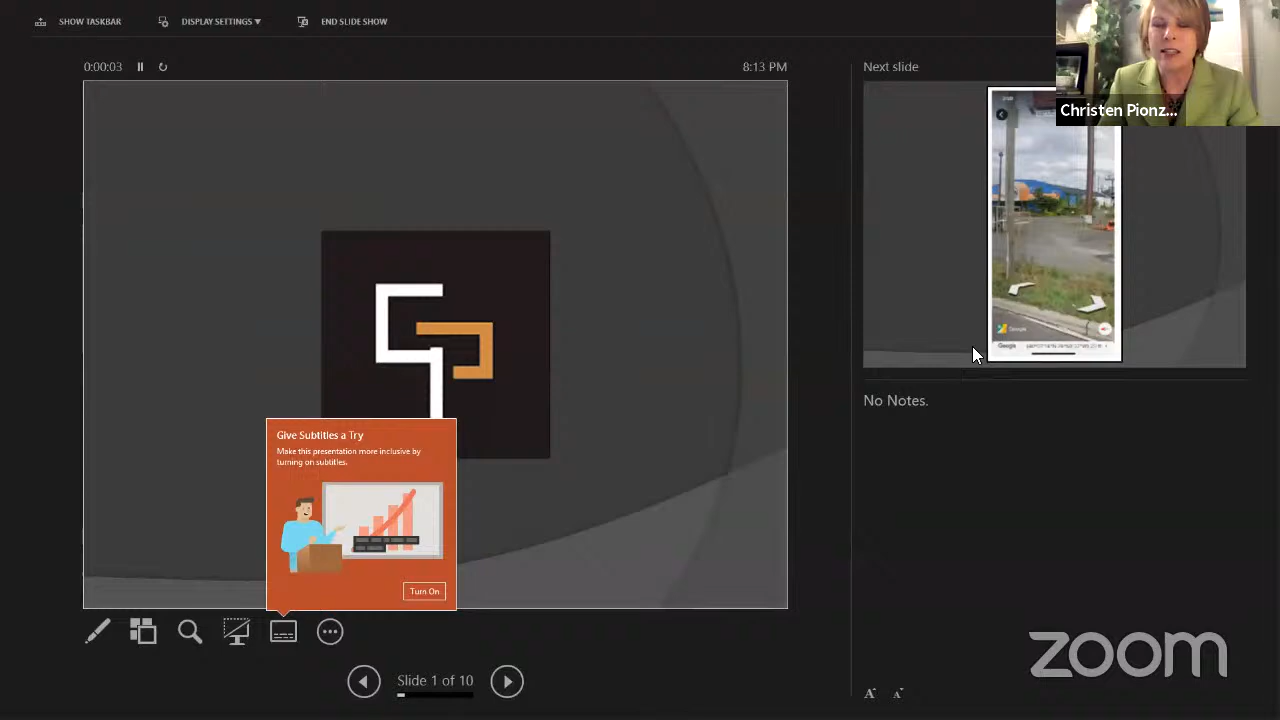 SHOW TASKBAR
DISPLAY SETTINGS ▼
END SLIDE SHOW
0:00:03
8:13 PM
Next slide
Christen Pionz...
Google
No Notes.
Give Subtitles a Try
Make this presentation more inclusive by
turning on subtitles.
Turn On
Slide 1 of 10
A
A
zoom